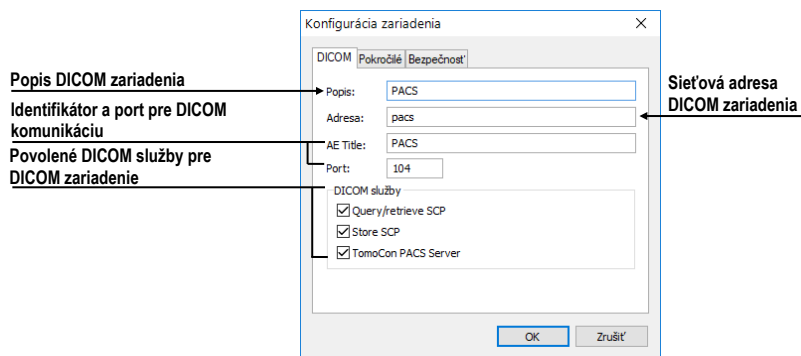 Konfigurácia zariadenia
DICOM Pokročilé Bezpečnosť
Popis DICOM zariadenia
Popis: PACS
Sieťová adresa
DICOM zariadenia
Adresa: pacs
Identifikátor a port pre DICOM
komunikáciu
AE Title: PACS
Port: 104
Povolené DICOM služby pre
DICOM zariadenie
DICOM služby
Query/retrieve SCP
Store SCP
TomoCon PACS Server
OK Zrušiť